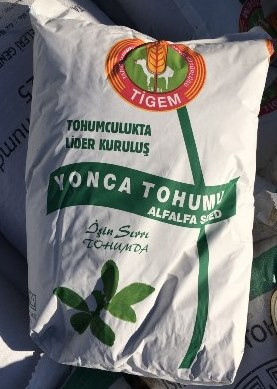 TİGEM
TOHUMCULUKTA
LİDER KURULUŞ
YONCA TOHUMU
ALFALFA SEED
İşin Sırrı
TOHUMDA